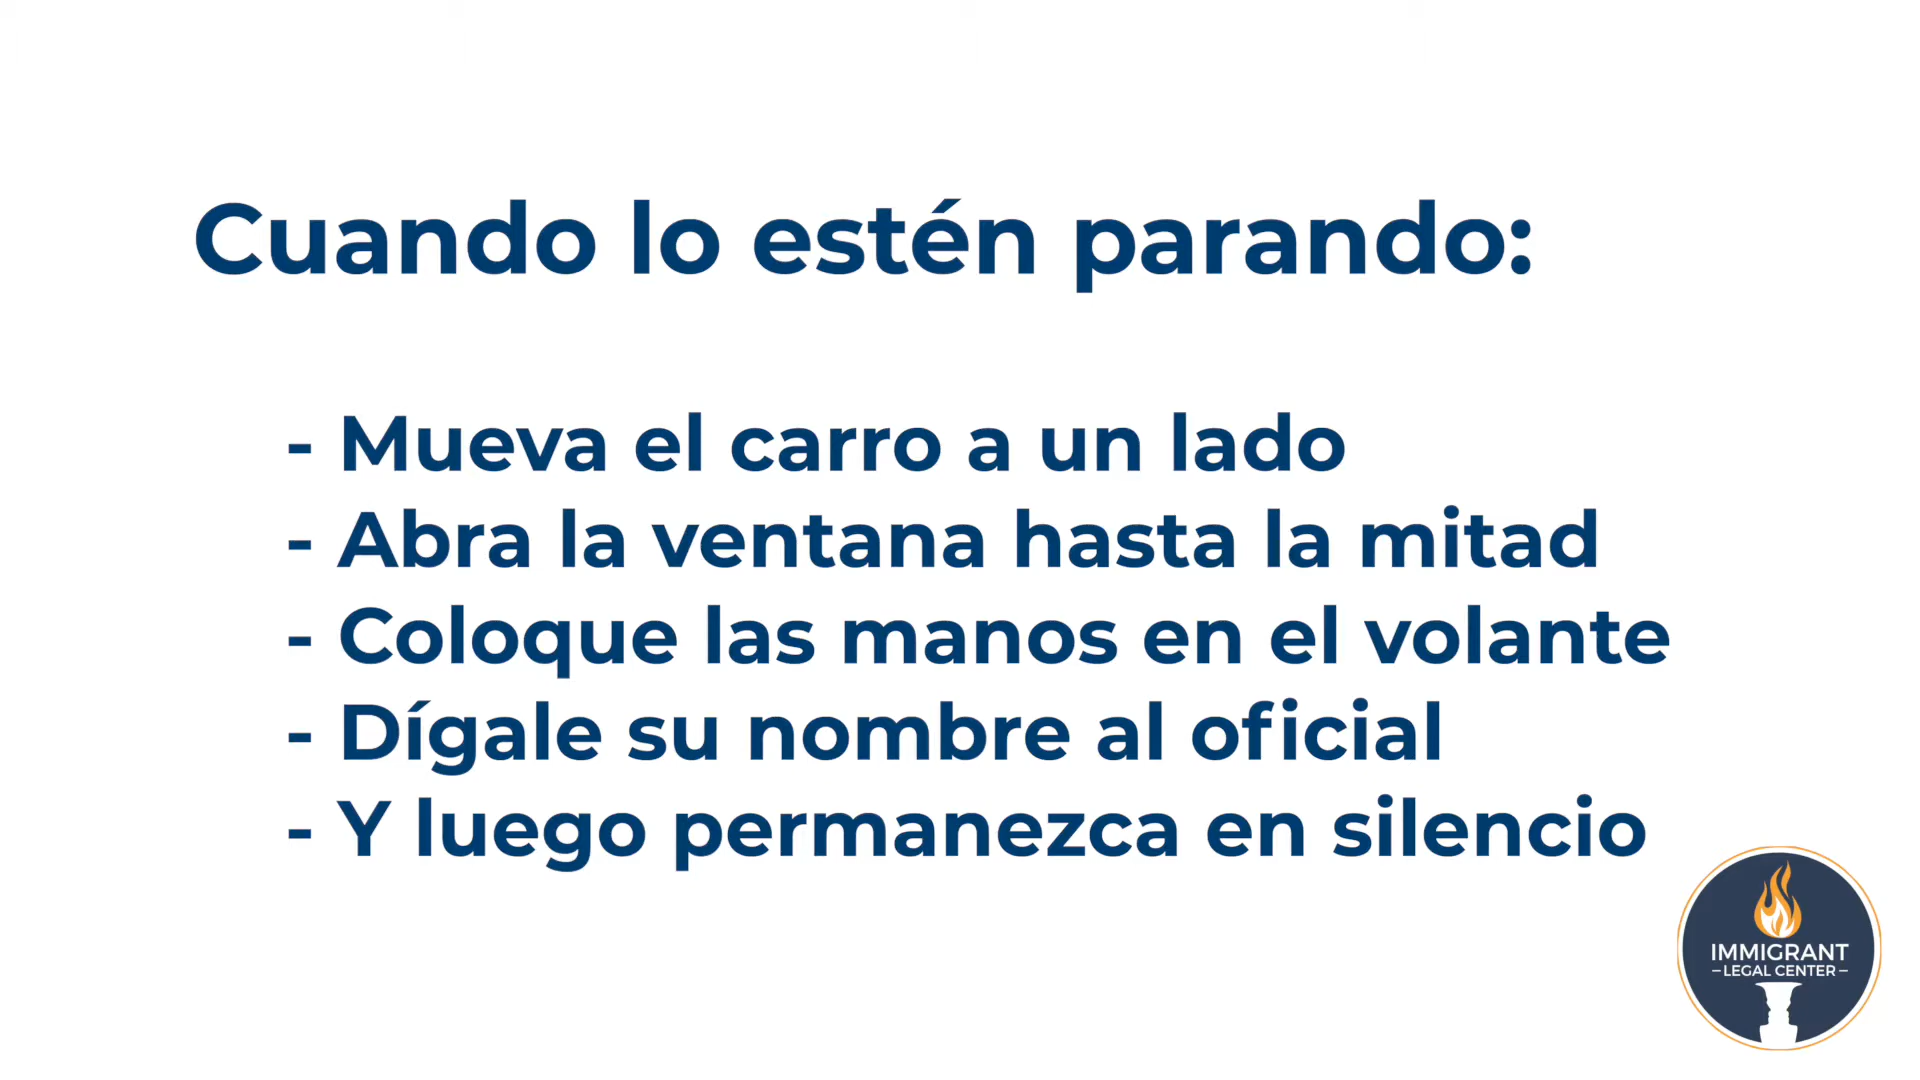 Cuando lo estén parando:
- Mueva el carro a un lado
- Abra la ventana hasta la mitad
- Coloque las manos en el volante
- Dígale su nombre al oficial
- Y luego permanezca en silencio
IMMIGRANT
– LEGAL CENTER –